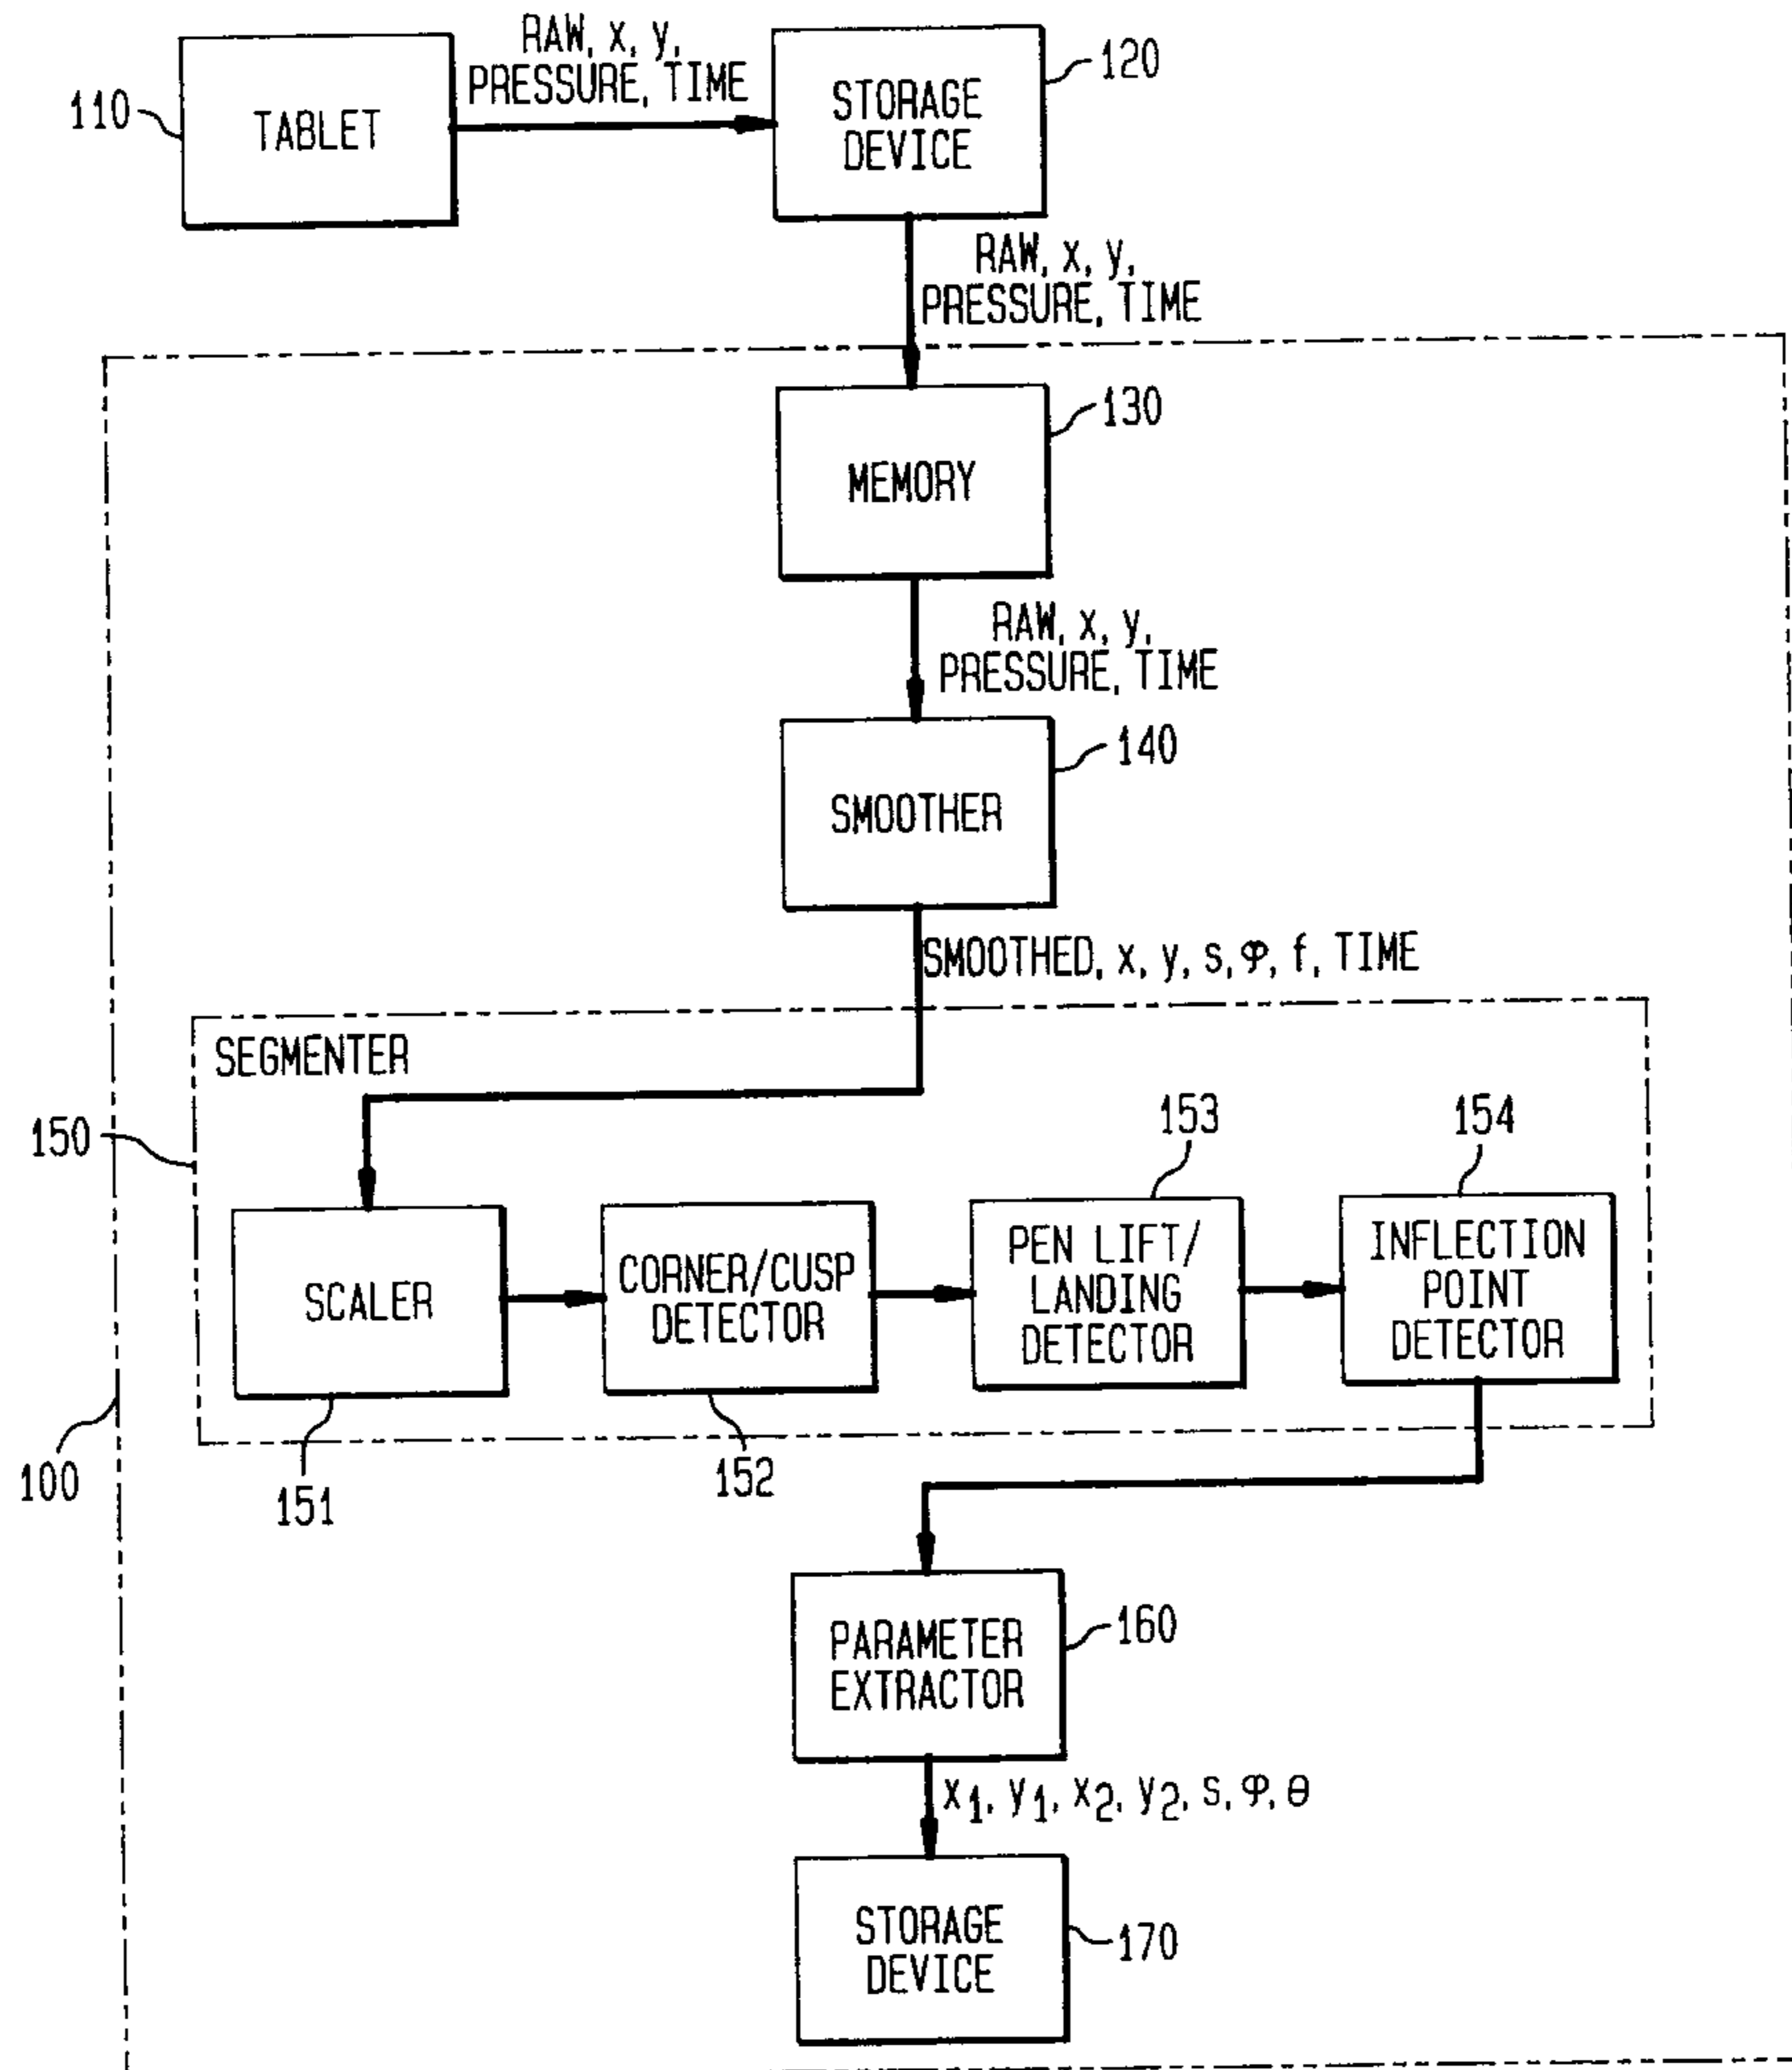 RAW, x, y,
PRESSURE, TIME
110
TABLET
STORAGE
DEVICE
120
RAW, x, y,
PRESSURE, TIME
130
MEMORY
RAW, x, y,
PRESSURE, TIME
140
SMOOTHER
SMOOTHED, x, y, s, φ, f, TIME
SEGMENTER
150
153
154
SCALER
CORNER/CUSP
DETECTOR
PEN LIFT/
LANDING
DETECTOR
INFLECTION
POINT
DETECTOR
100
151
152
PARAMETER
EXTRACTOR
160
x1, y1, x2, y2, s, φ, θ
STORAGE
DEVICE
170